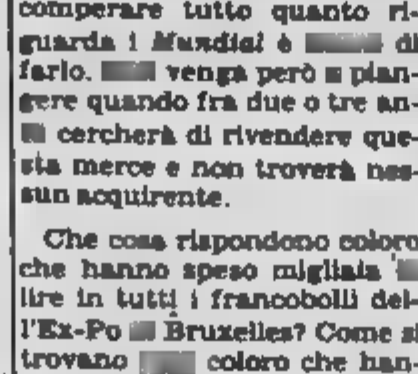 comperare tutto quanto ri-
guarda i Mundial è di
farlo. venga però a pian-
gere quando fra due o tre an-
cercherà di rivendere que-
sta merce e non troverà nes-
sun acquirente.
Che cosa rispondono coloro
che hanno speso migliaia
lire in tutti i francobolli del-
l'Ex-Po Bruxelles? Come si
trovano coloro che han-